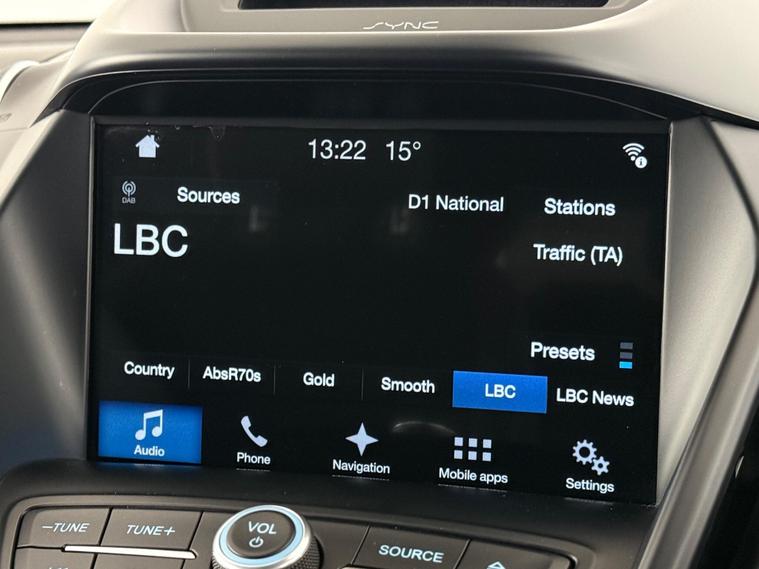 SYNC
13:22 15°
DAB Sources D1 National Stations
LBC
Traffic (TA)
Presets
Country AbsR70s Gold Smooth LBC LBC News
Audio Phone Navigation Mobile apps Settings
–TUNE TUNE+ VOL SOURCE